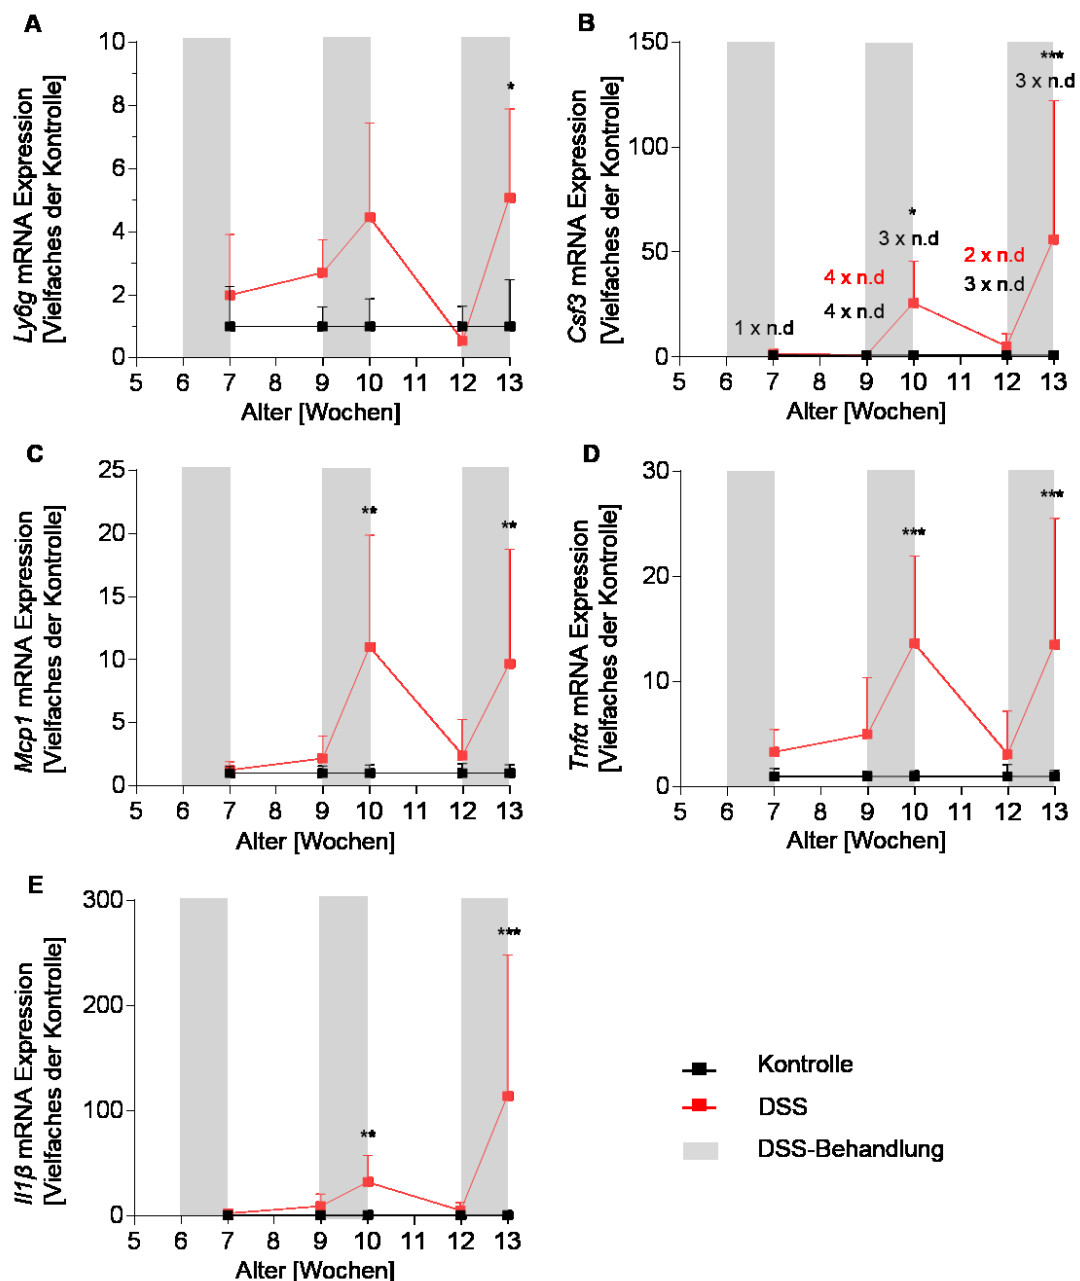 A
Ly6g mRNA Expression
[Vielfaches der Kontrolle]
10
8
6
4
2
0
*
5 6 7 8 9 10 11 12 13
Alter [Wochen]
B
Csf3 mRNA Expression
[Vielfaches der Kontrolle]
150
100
50
0
***
3 x n.d
*
3 x n.d
2 x n.d
4 x n.d
3 x n.d
4 x n.d
1 x n.d
5 6 7 8 9 10 11 12 13
Alter [Wochen]
C
Mcp1 mRNA Expression
[Vielfaches der Kontrolle]
25
20
15
10
5
0
**
**
5 6 7 8 9 10 11 12 13
Alter [Wochen]
D
Tnfα mRNA Expression
[Vielfaches der Kontrolle]
30
20
10
0
***
***
5 6 7 8 9 10 11 12 13
Alter [Wochen]
E
Il1β mRNA Expression
[Vielfaches der Kontrolle]
300
200
100
0
**
***
5 6 7 8 9 10 11 12 13
Alter [Wochen]
Kontrolle
DSS
DSS-Behandlung